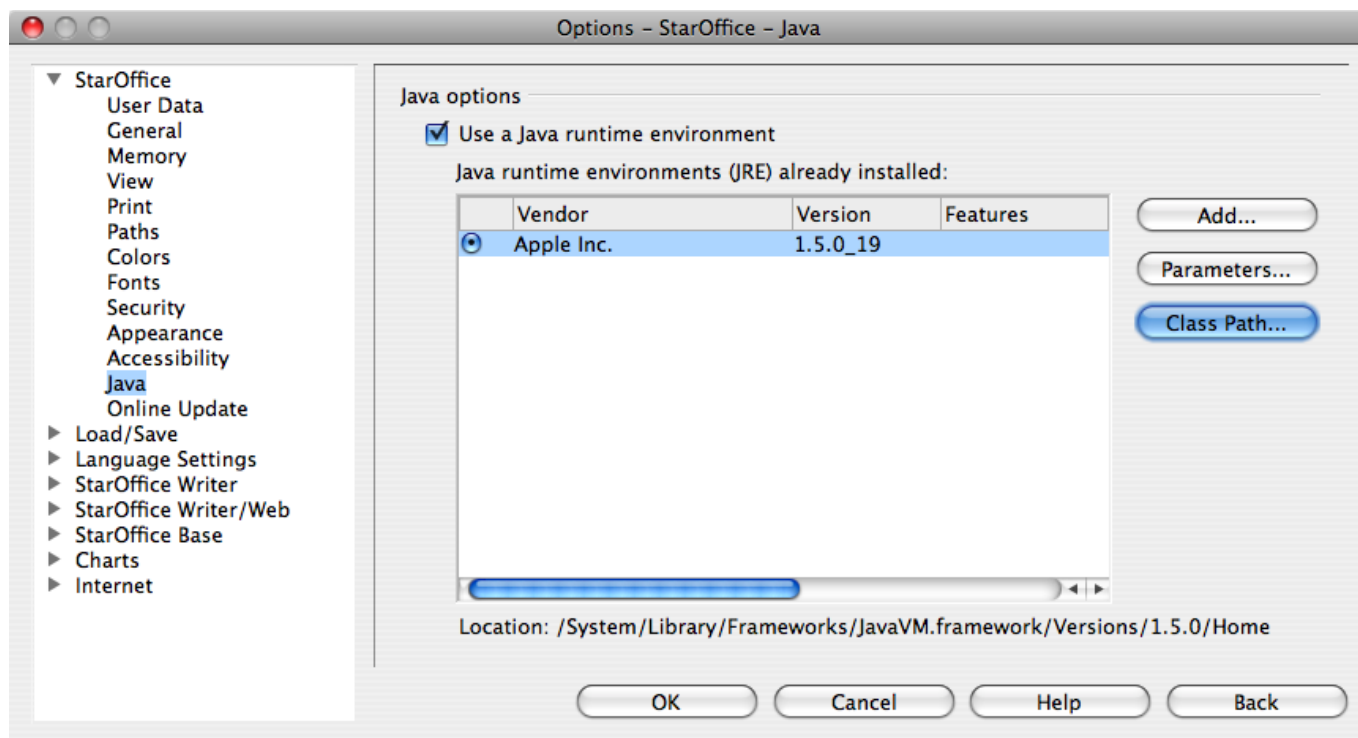 Options – StarOffice – Java
StarOffice
User Data
General
Memory
View
Print
Paths
Colors
Fonts
Security
Appearance
Accessibility
Java
Online Update
Load/Save
Language Settings
StarOffice Writer
StarOffice Writer/Web
StarOffice Base
Charts
Internet
Java options
Use a Java runtime environment
Java runtime environments (JRE) already installed:
Vendor Version Features
Apple Inc. 1.5.0_19
Add...
Parameters...
Class Path...
Location: /System/Library/Frameworks/JavaVM.framework/Versions/1.5.0/Home
OK Cancel Help Back